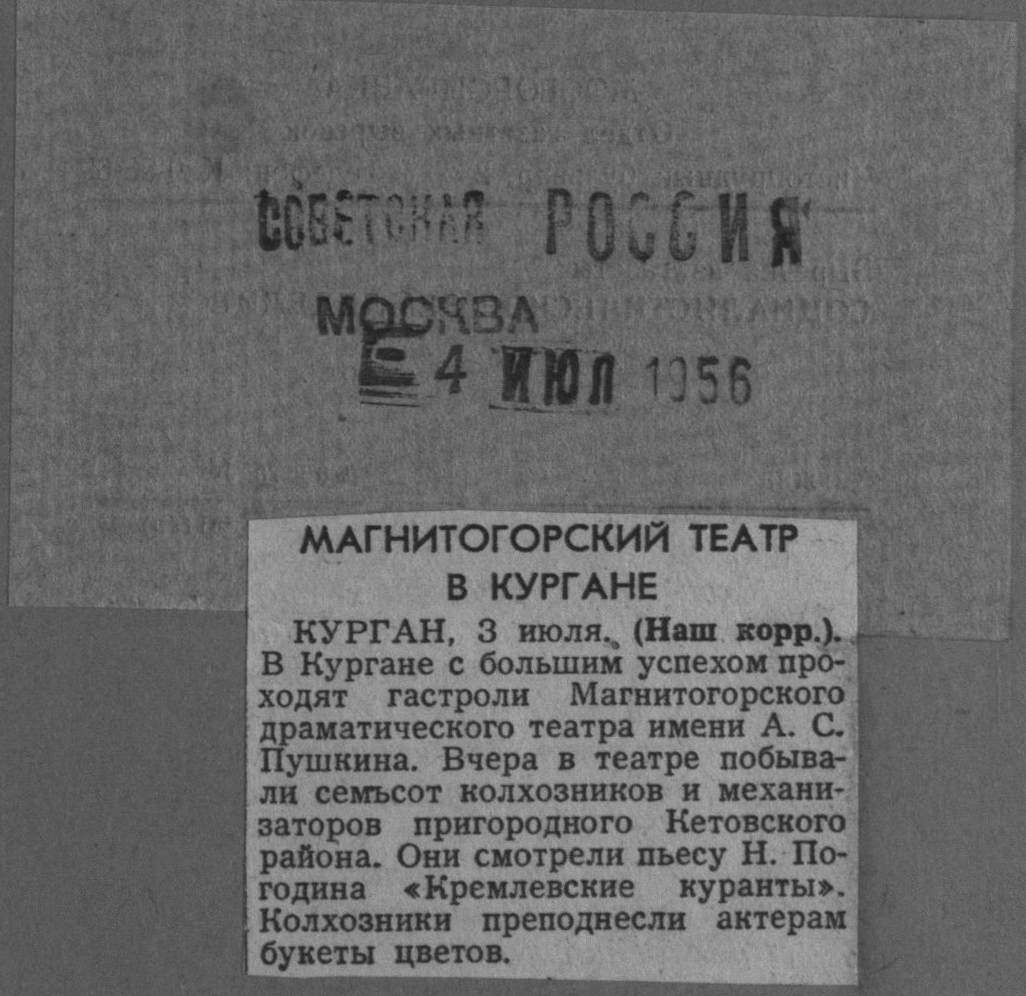 СОВЕТСКАЯ РОССИЯ
МОСКВА
4 ИЮЛ 1956
МАГНИТОГОРСКИЙ ТЕАТР
В КУРГАНЕ
КУРГАН, 3 июля. (Наш корр.).
В Кургане с большим успехом про-
ходят гастроли Магнитогорского
драматического театра имени А. С.
Пушкина. Вчера в театре побыва-
ли семьсот колхозников и механи-
заторов пригородного Кетовского
района. Они смотрели пьесу Н. По-
година «Кремлевские куранты».
Колхозники преподнесли актерам
букеты цветов.